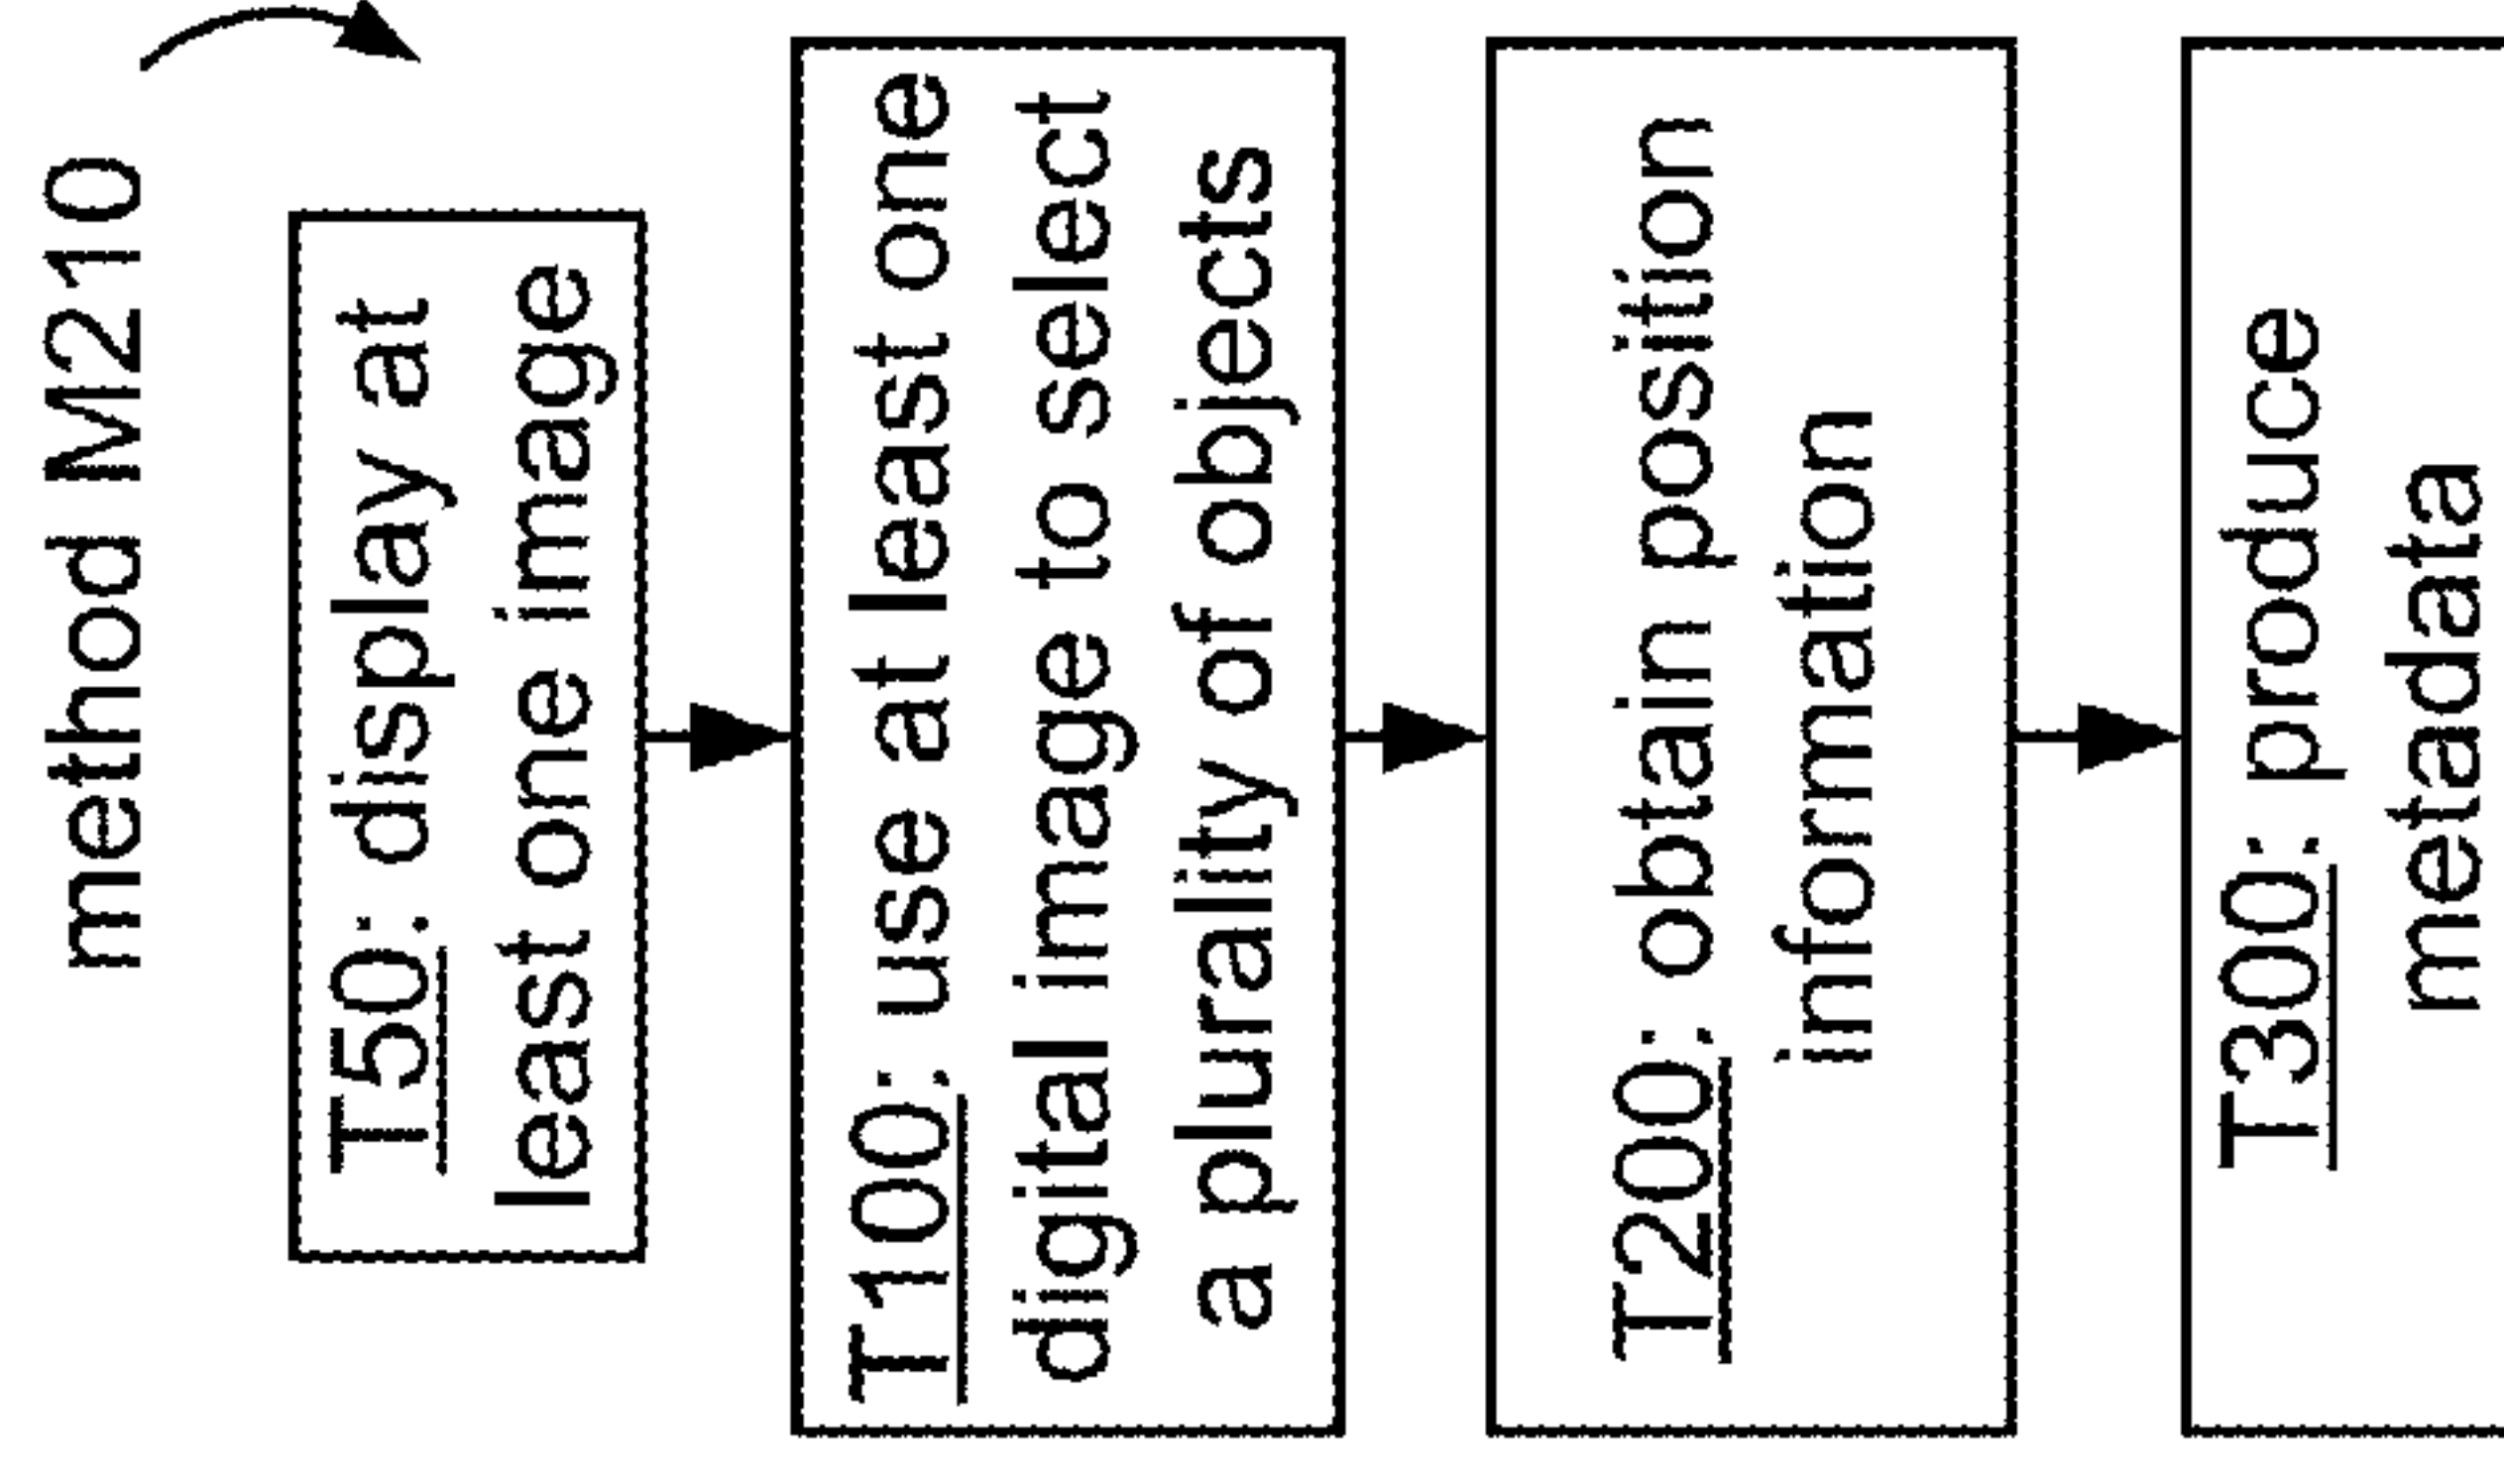 method M210
T50: display at
least one image
T100: use at least one
digital image to select
a plurality of objects
T200: obtain position
information
T300: produce
metadata